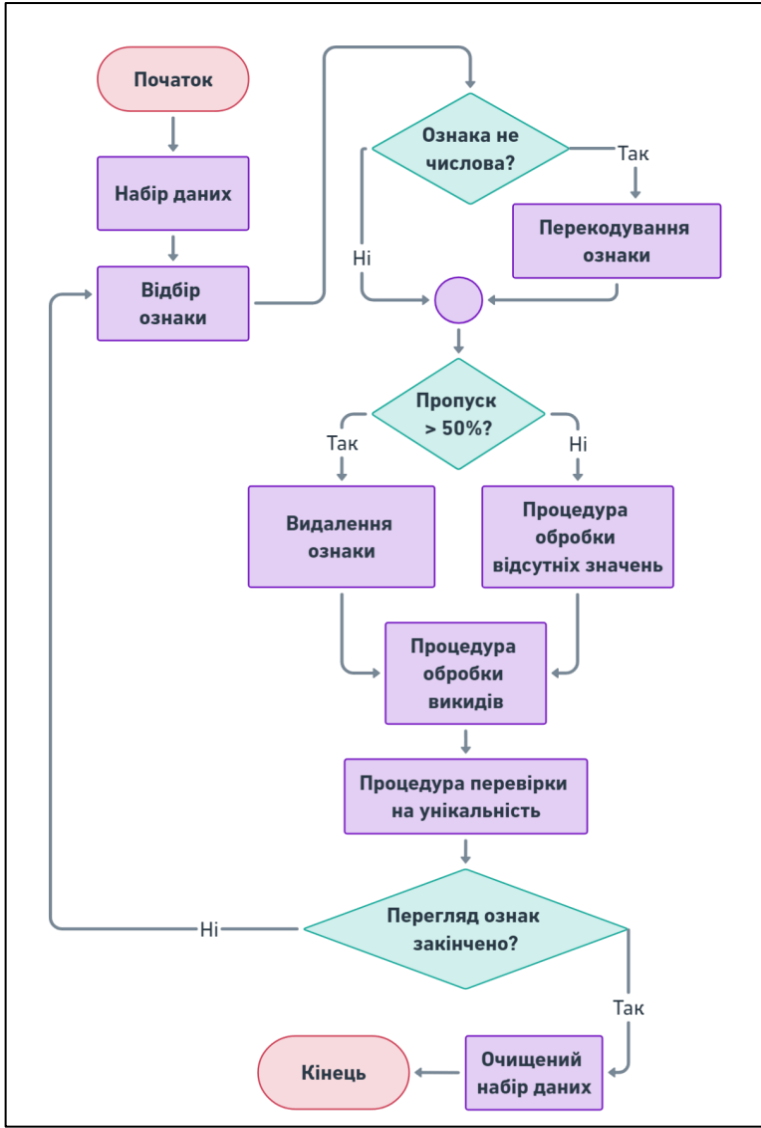 Початок
Набір даних
Відбір
ознаки
Ознака не
числова?
Так
Ні
Перекодування
ознаки
Пропуск
> 50%?
Так
Ні
Видалення
ознаки
Процедура
обробки
відсутніх значень
Процедура
обробки
викидів
Процедура перевірки
на унікальність
Перегляд ознак
закінчено?
Ні
Так
Очищений
набір даних
Кінець